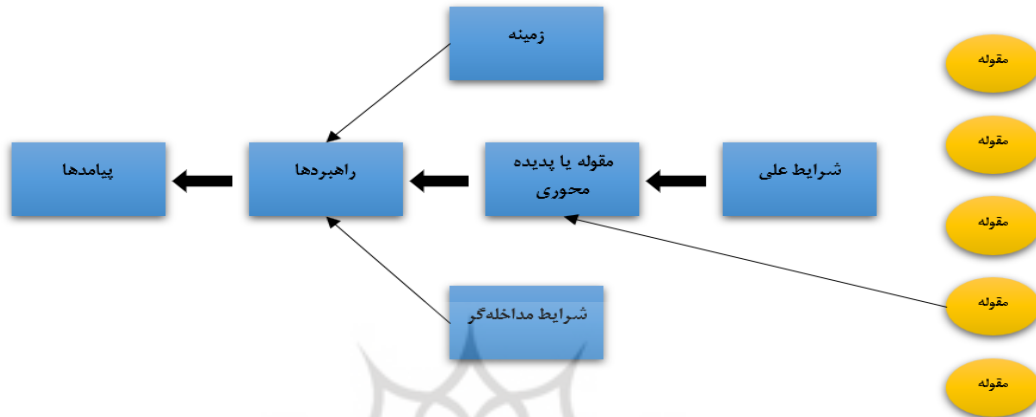 زمینه
مقوله
مقوله
شرایط علی
مقوله یا پدیده
محوری
راهبردها
پیامدها
مقوله
شرایط مداخله‌گر
مقوله
مقوله